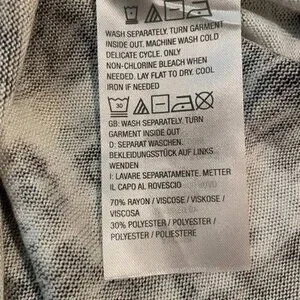 WASH SEPARATELY. TURN GARMENT
INSIDE OUT. MACHINE WASH COLD
DELICATE CYCLE. ONLY
NON-CHLORINE BLEACH WHEN
NEEDED. LAY FLAT TO DRY. COOL
IRON IF NEEDED
30
GB: WASH SEPARATELY. TURN
GARMENT INSIDE OUT
D: SEPARAT WASCHEN.
BEKLEIDUNGSSTÜCK AUF LINKS
WENDEN
I: LAVARE SEPARATAMENTE. METTER
IL CAPO AL ROVESCIO
70% RAYON / VISCOSE / VISKOSE /
VISCOSA
30% POLYESTER / POLYESTER /
POLYESTER / POLIESTERE